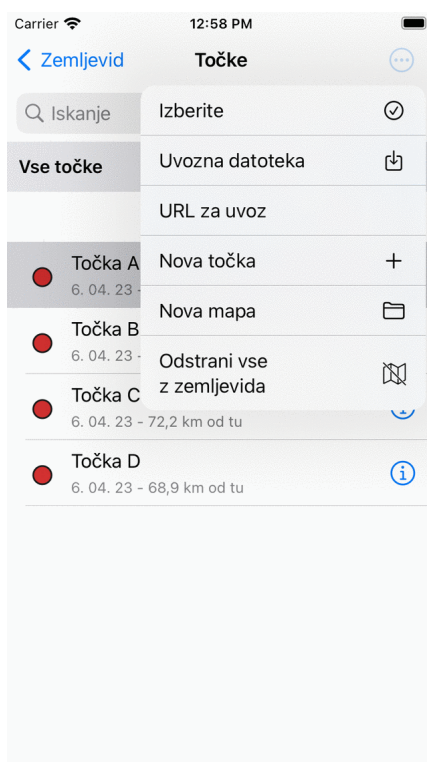 Carrier 12:58 PM
Zemljevid Točke
Iskanje
Izberite
Uvozna datoteka
Vse točke
URL za uvoz
Nova točka
Točka A
6. 04. 23 -
Nova mapa
Točka B
6. 04. 23 -
Odstrani vse
z zemljevida
Točka C
6. 04. 23 - 72,2 km od tu
Točka D
6. 04. 23 - 68,9 km od tu